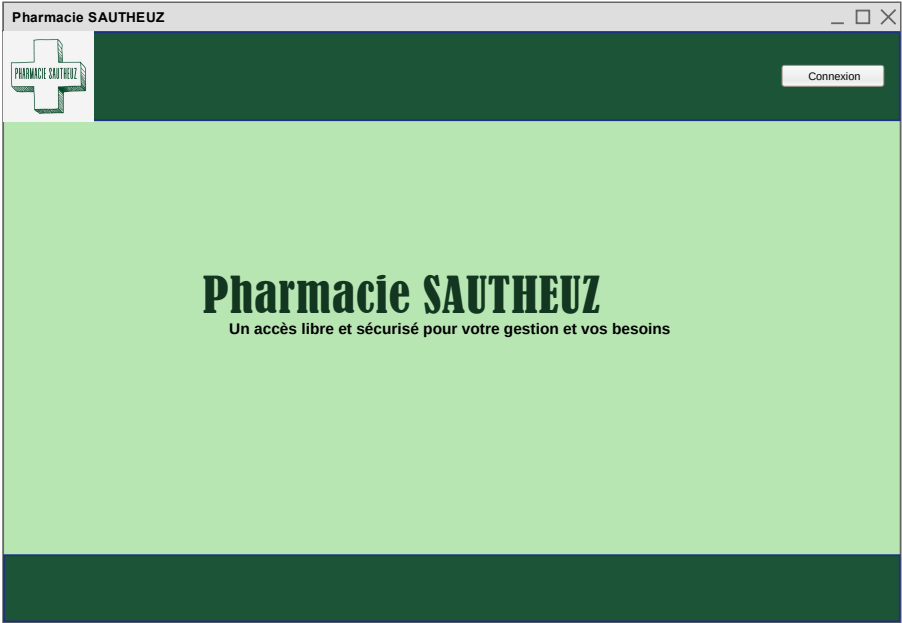 Pharmacie SAUTHEUZ
PHARMACIE SAUTHEUZ
Connexion
Pharmacie SAUTHEUZ
Un accès libre et sécurisé pour votre gestion et vos besoins